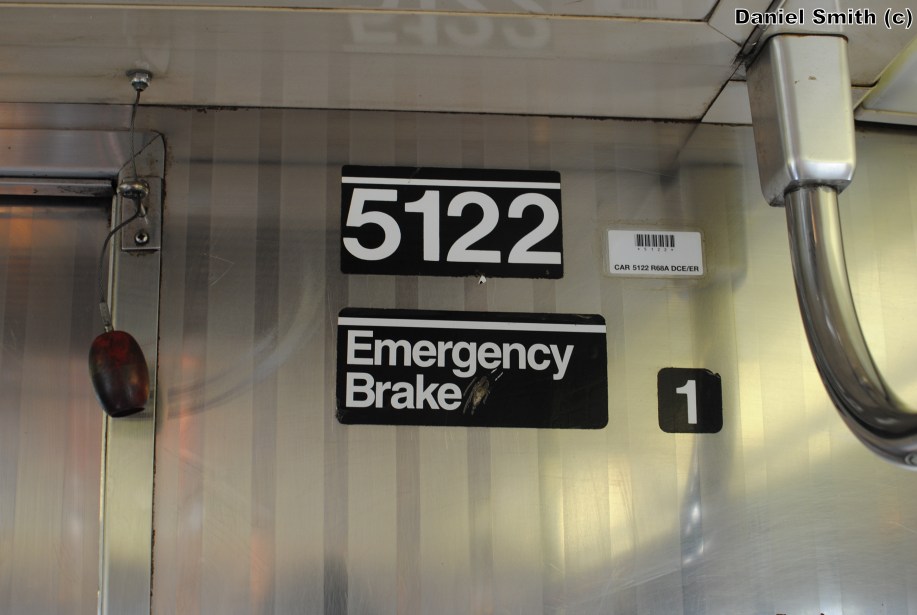 Daniel Smith (c)
5122
CAR 5122 R68A DCE/ER
Emergency
Brake
1